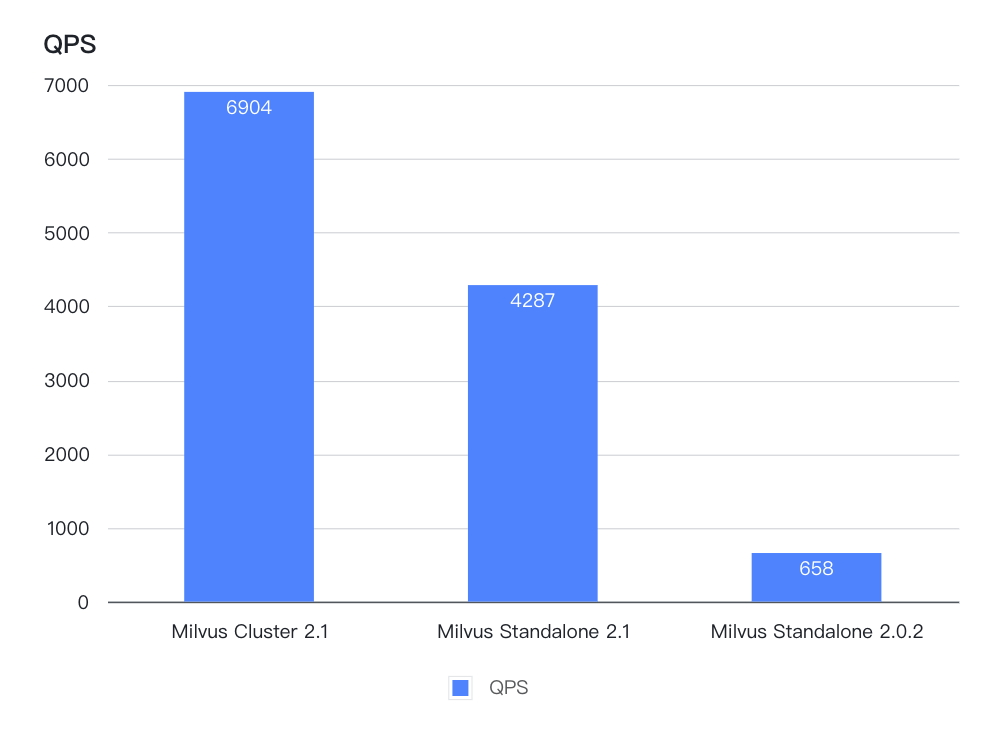 QPS
7000
6904
6000
5000
4000
4287
3000
2000
1000
658
0
Milvus Cluster 2.1
Milvus Standalone 2.1
Milvus Standalone 2.0.2
QPS